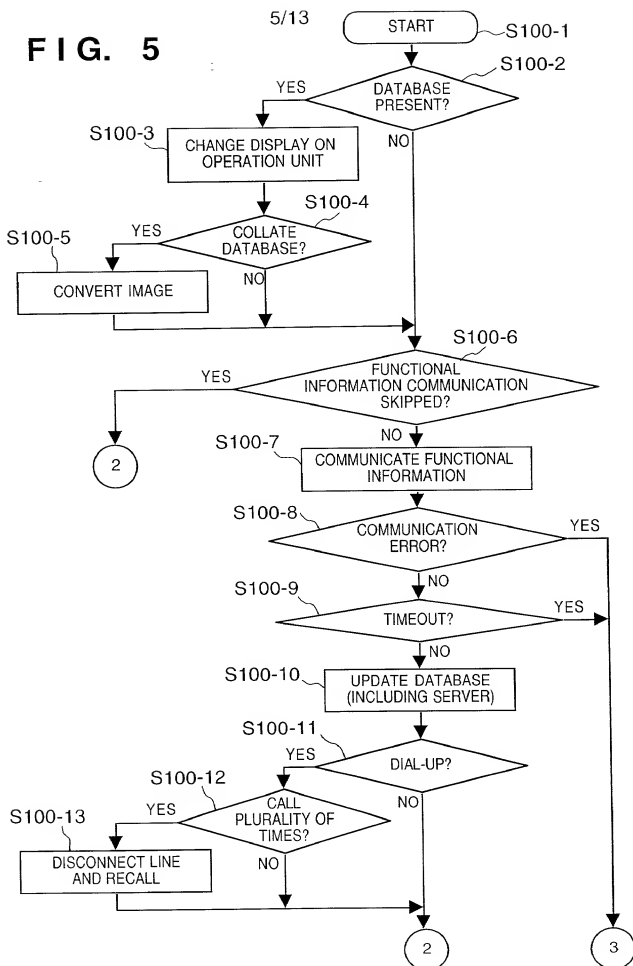 5/13
FIG. 5
START
S100-1
S100-2
DATABASE
PRESENT?
YES
NO
S100-3
CHANGE DISPLAY ON
OPERATION UNIT
S100-4
COLLATE
DATABASE?
YES
NO
S100-5
CONVERT IMAGE
S100-6
FUNCTIONAL
INFORMATION COMMUNICATION
SKIPPED?
YES
NO
2
S100-7
COMMUNICATE FUNCTIONAL
INFORMATION
S100-8
COMMUNICATION
ERROR?
YES
NO
S100-9
TIMEOUT?
YES
NO
S100-10
UPDATE DATABASE
(INCLUDING SERVER)
S100-11
DIAL-UP?
YES
NO
S100-12
CALL
PLURALITY OF
TIMES?
YES
NO
S100-13
DISCONNECT LINE
AND RECALL
2
3